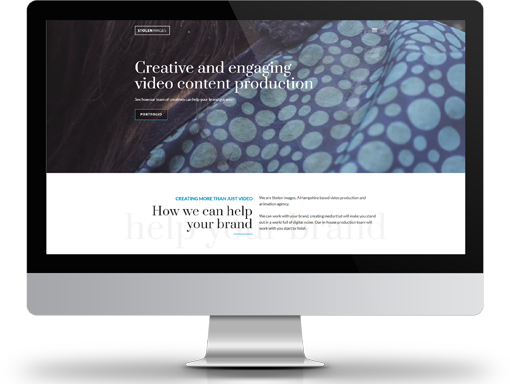 STOLENIMAGES
Creative and engaging
video content production
See how our team of creatives can help your brand grow
PORTFOLIO
CREATING MORE THAN JUST VIDEO
How we can help
your brand
help your brand
We are Stolen Images, A Hampshire based video production and
animation agency.
We can work with your brand, creating media that will make you stand
out in a world full of digital noise. Our in-house production team will
work with you start to finish.